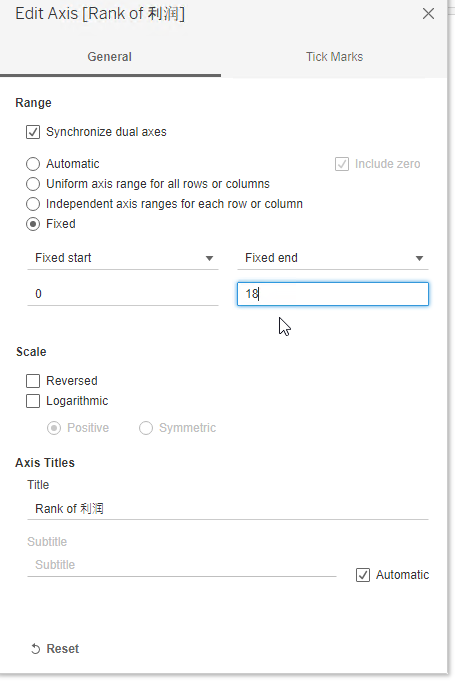 Edit Axis [Rank of 利润]
General
Tick Marks
Range
Synchronize dual axes
Automatic
Include zero
Uniform axis range for all rows or columns
Independent axis ranges for each row or column
Fixed
Fixed start
Fixed end
0
18
Scale
Reversed
Logarithmic
Positive
Symmetric
Axis Titles
Title
Rank of 利润
Subtitle
Subtitle
Automatic
Reset